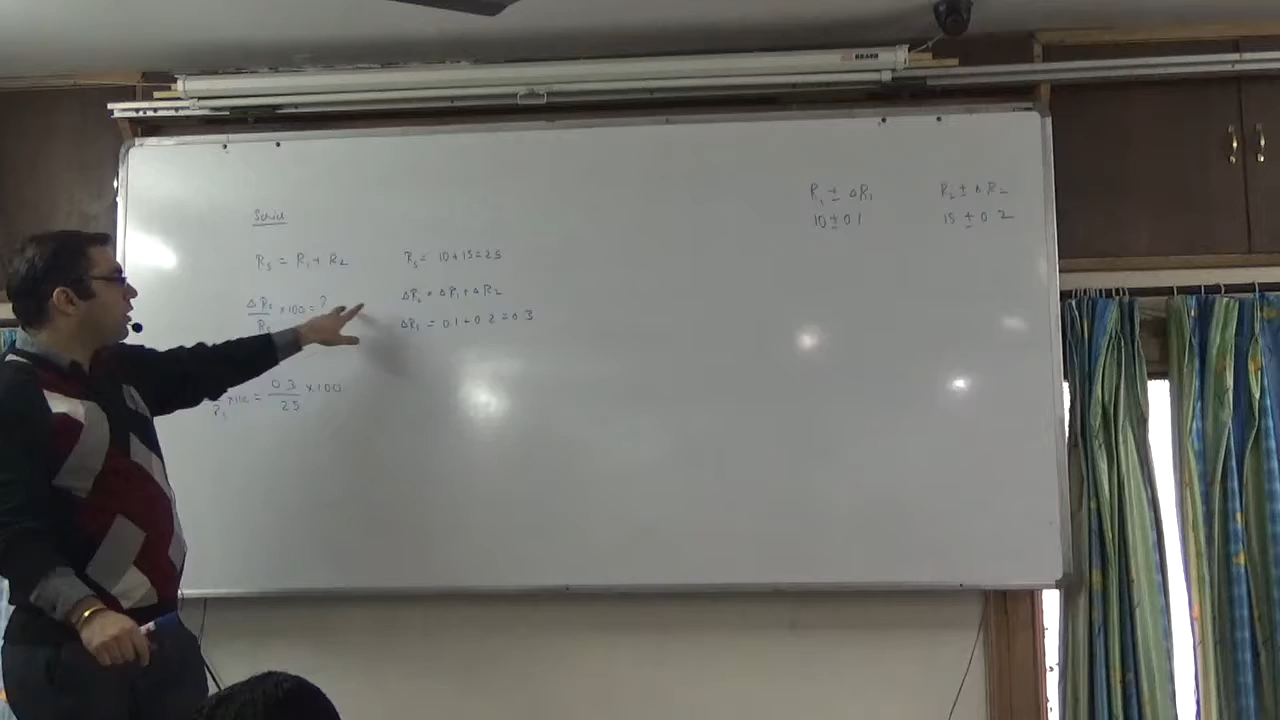 R₁ ± ΔR₁ R₂ ± ΔR₂
10 ± 0.1 15 ± 0.2
Series
Rs = R₁ + R₂ Rs = 10 + 15 = 25
ΔRs/Rs × 100 = ? ΔRs = ΔR₁ + ΔR₂
ΔRs = 0.1 + 0.2 = 0.3
× 100 = 0.3/25 × 100